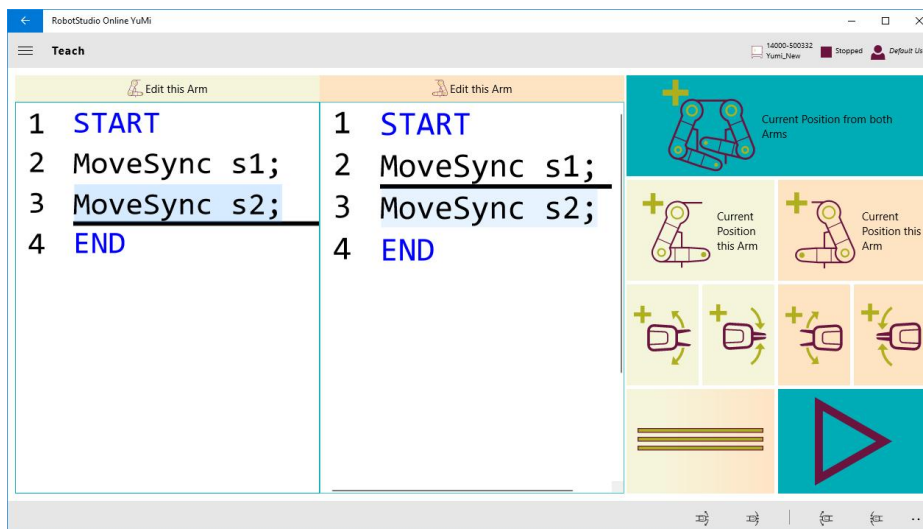 RobotStudio Online YuMi
Teach
14000-500332
Yumi_New
Stopped
Default Us
Edit this Arm
Edit this Arm
1 START
2 MoveSync s1;
3 MoveSync s2;
4 END
1 START
2 MoveSync s1;
3 MoveSync s2;
4 END
Current Position from both
Arms
Current
Position
this Arm
Current
Position this
Arm